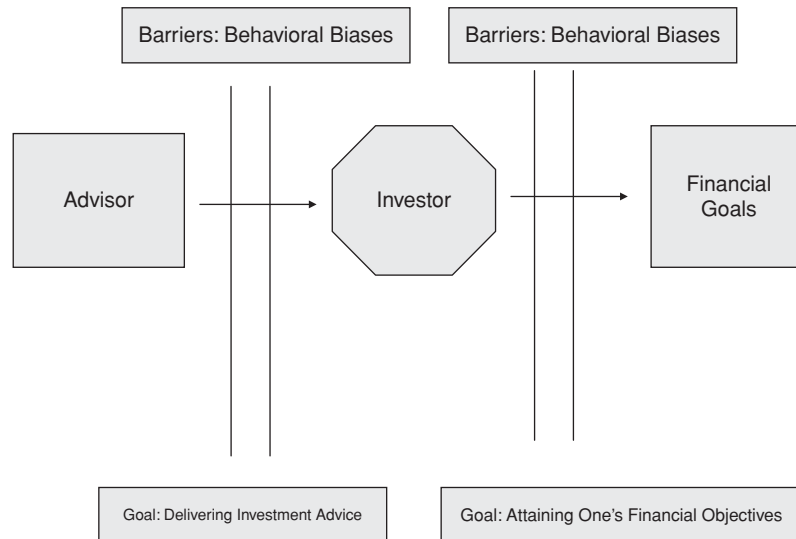 Barriers: Behavioral Biases
Barriers: Behavioral Biases
Advisor
Investor
Financial
Goals
Goal: Delivering Investment Advice
Goal: Attaining One's Financial Objectives